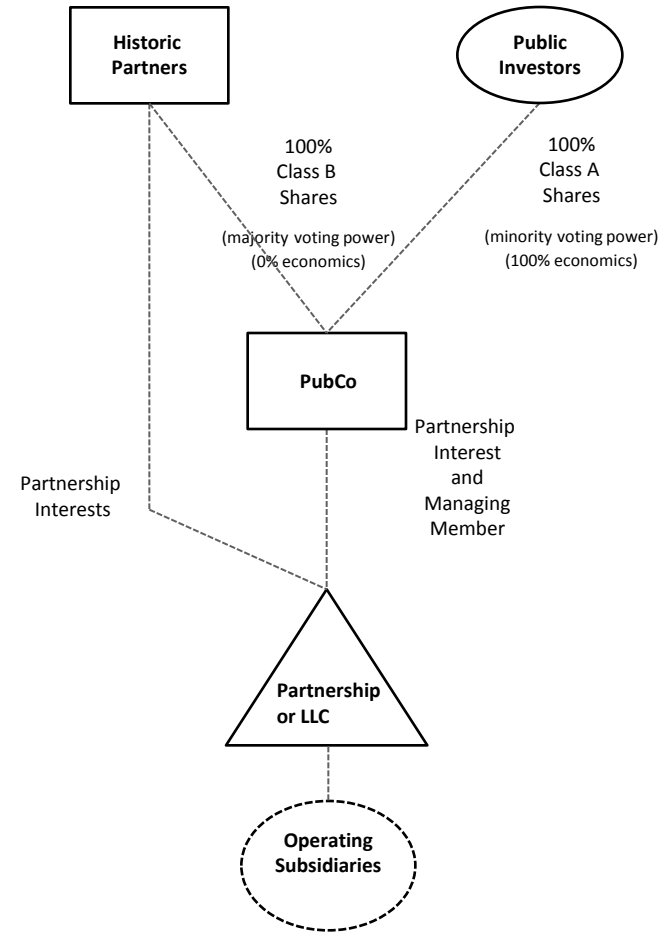 Historic
Partners
Public
Investors
100%
Class B
Shares
(majority voting power)
(0% economics)
100%
Class A
Shares
(minority voting power)
(100% economics)
PubCo
Partnership
Interest
and
Managing
Member
Partnership
Interests
Partnership
or LLC
Operating
Subsidiaries